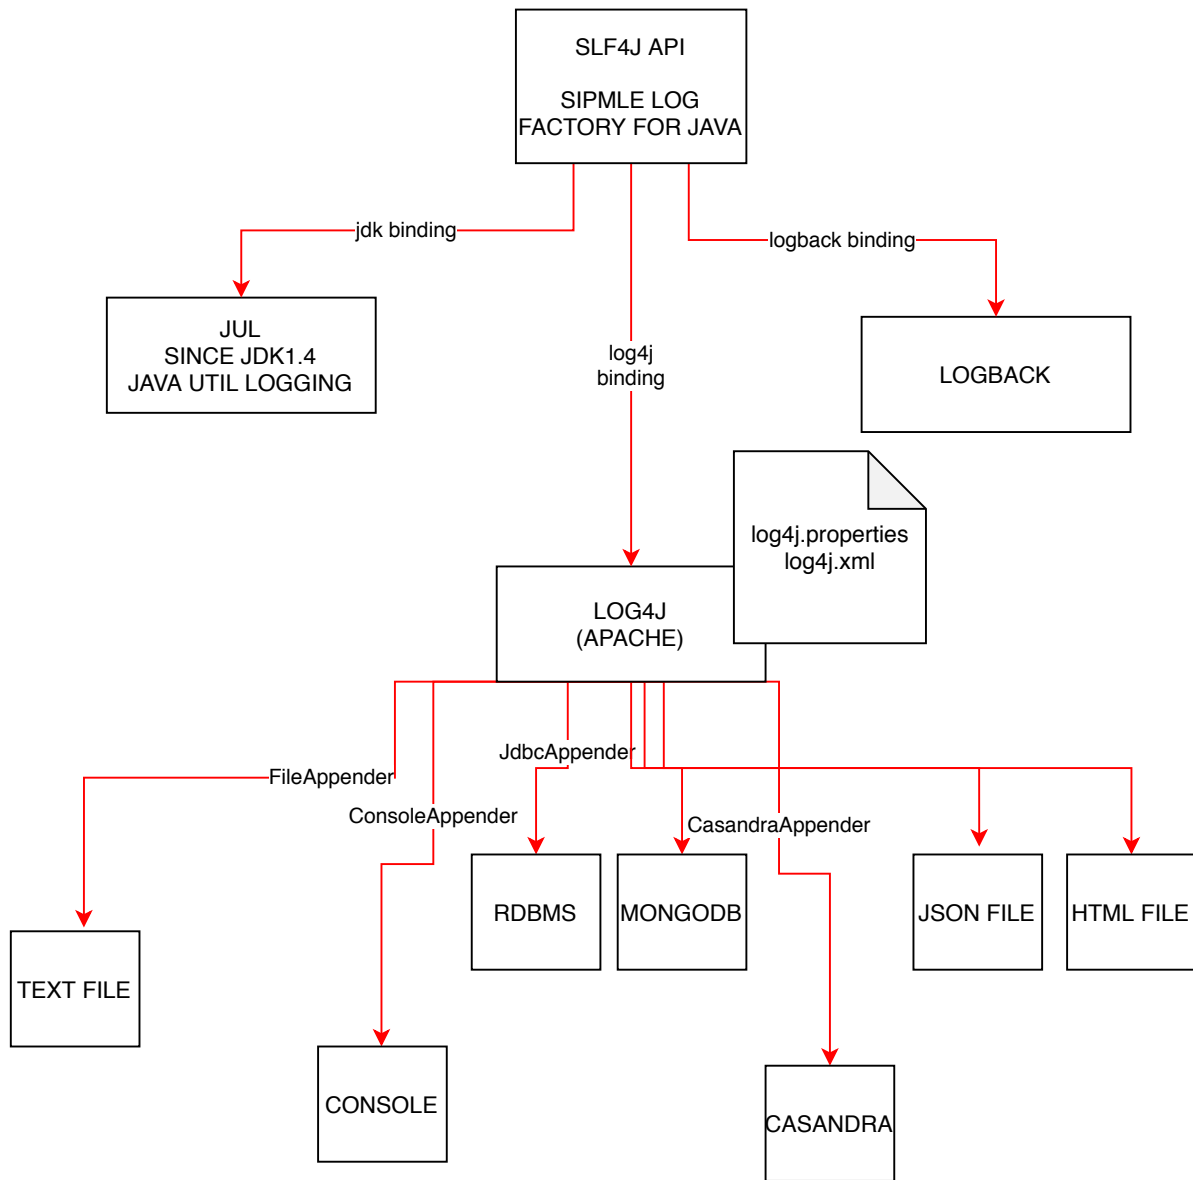 SLF4J API
SIPMLE LOG
FACTORY FOR JAVA
jdk binding
logback binding
JUL
SINCE JDK1.4
JAVA UTIL LOGGING
log4j
binding
LOGBACK
log4j.properties
log4j.xml
LOG4J
(APACHE)
JdbcAppender
FileAppender
ConsoleAppender
CasandraAppender
RDBMS
MONGODB
JSON FILE
HTML FILE
TEXT FILE
CONSOLE
CASANDRA